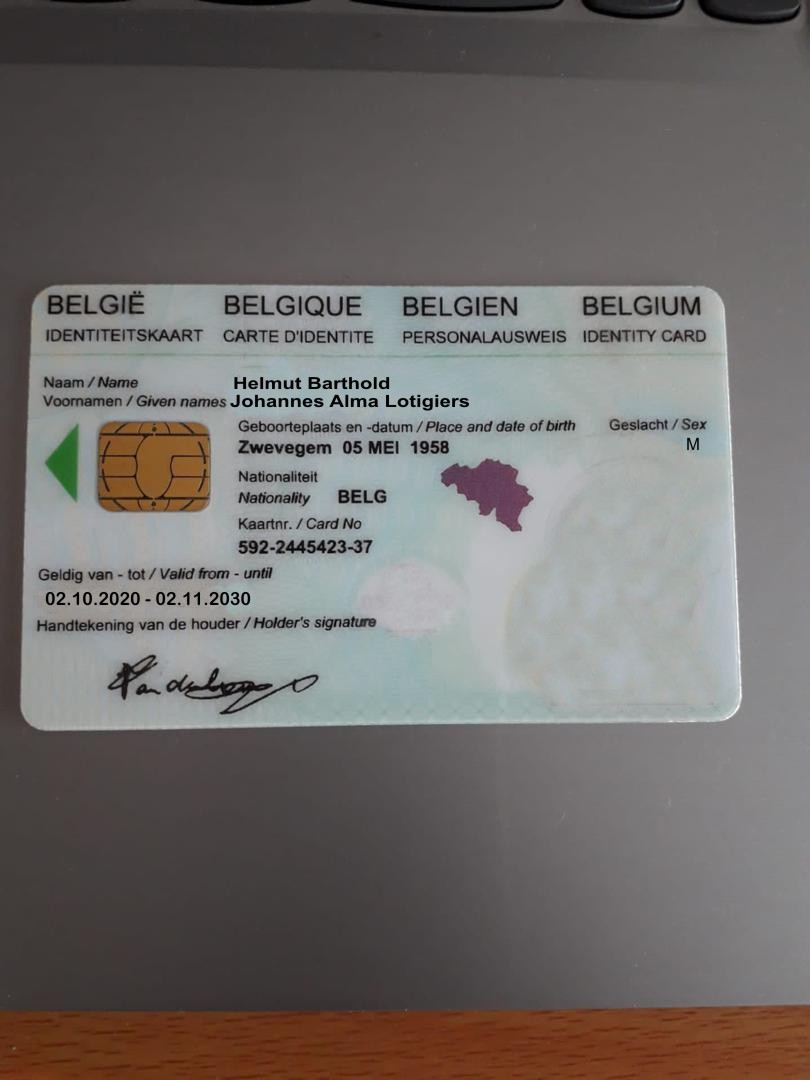 BELGIË BELGIQUE BELGIEN BELGIUM
IDENTITEITSKAART CARTE D'IDENTITE PERSONALAUSWEIS IDENTITY CARD
Naam / Name Helmut Barthold
Voornamen / Given names Johannes Alma Lotigiers
Geboorteplaats en -datum / Place and date of birth Geslacht / Sex
Zwevegem 05 MEI 1958 M
Nationaliteit
Nationality BELG
Kaartnr. / Card No
592-2445423-37
Geldig van - tot / Valid from - until
02.10.2020 - 02.11.2030
Handtekening van de houder / Holder's signature